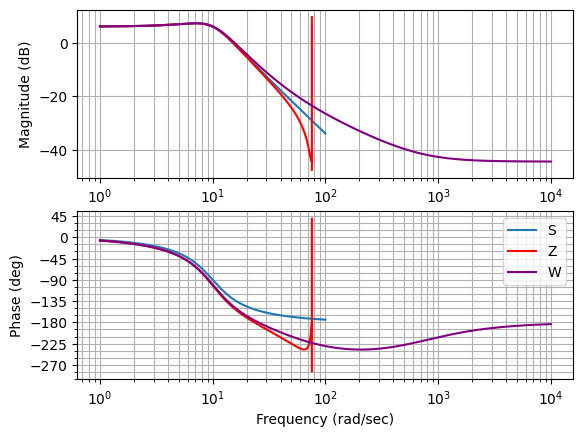 Magnitude (dB)
0
−20
−40
10⁰ 10¹ 10² 10³ 10⁴
Phase (deg)
45
0
−45
−90
−135
−180
−225
−270
S
Z
W
10⁰ 10¹ 10² 10³ 10⁴
Frequency (rad/sec)